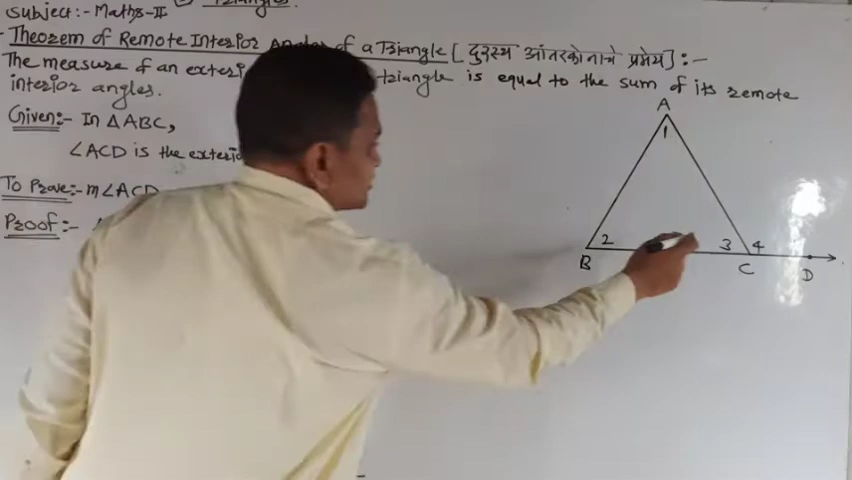 Subject:- Maths-II
Triangles.
Theorem of Remote Interior Angles of a Triangle [ दुरस्थ आंतरकोनाचे प्रमेय ] :-
The measure of an exteri triangle is equal to the sum of its remote
interior angles.
Given:- In △ABC,
∠ACD is the exterio
To Prove:- m∠ACD
Proof:-
A
1
2
3
4
B
C
D